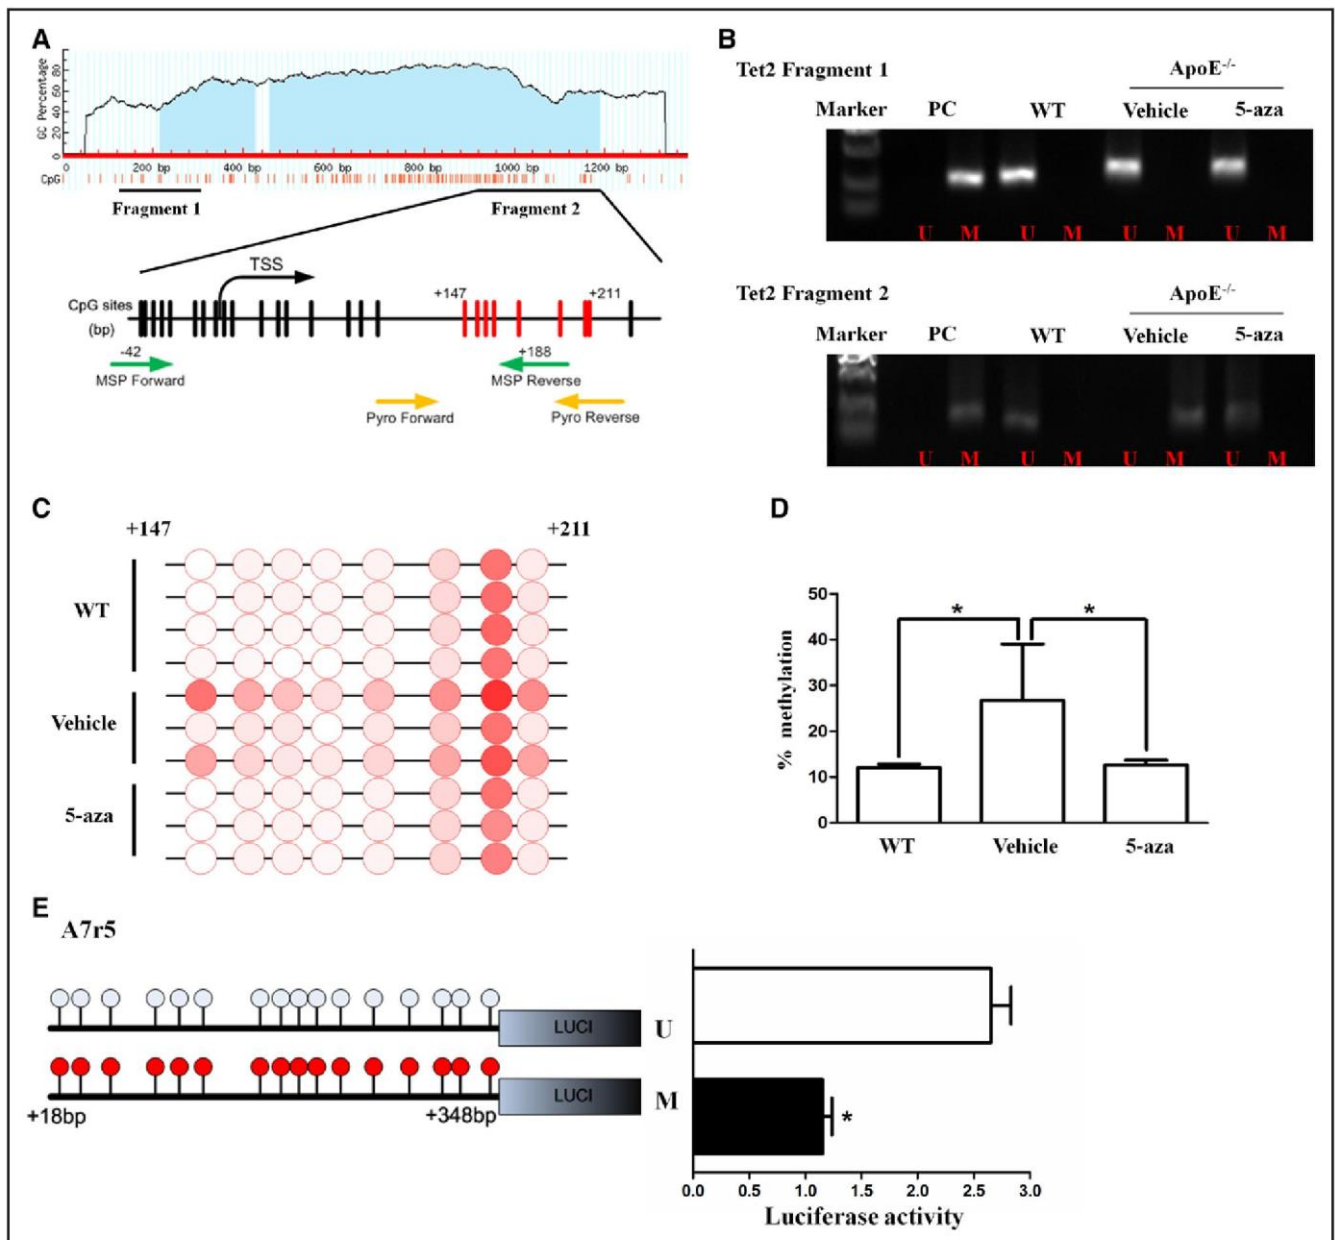 A
GC Percentage
80
60
40
20
0
0 200 bp 400 bp 600 bp 800 bp 1000 bp 1200 bp
CpG
Fragment 1 Fragment 2
TSS
CpG sites
(bp)
+147 +211
-42 +188
MSP Forward MSP Reverse
Pyro Forward Pyro Reverse
B
Tet2 Fragment 1 ApoE-/-
Marker PC WT Vehicle 5-aza
U M U M U M U M
Tet2 Fragment 2 ApoE-/-
Marker PC WT Vehicle 5-aza
U M U M U M U M
C
+147 +211
WT
Vehicle
5-aza
D
% methylation
50
40
30
20
10
0
* *
WT Vehicle 5-aza
E
A7r5
LUCI U
LUCI M
+18bp +348bp
*
0.0 0.5 1.0 1.5 2.0 2.5 3.0
Luciferase activity